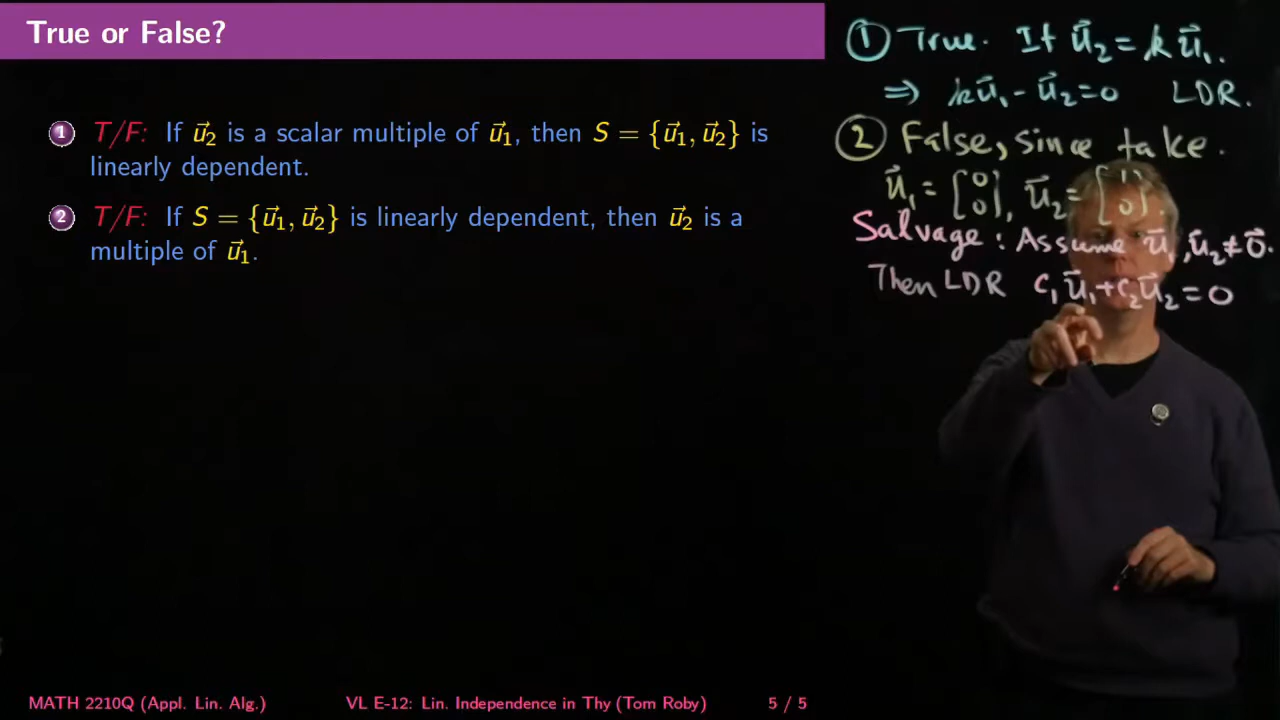 True or False?
1 T/F: If u⃗₂ is a scalar multiple of u⃗₁, then S = {u⃗₁, u⃗₂} is
linearly dependent.
2 T/F: If S = {u⃗₁, u⃗₂} is linearly dependent, then u⃗₂ is a
multiple of u⃗₁.
① True. If u⃗₂ = k u⃗₁.
⇒ k u⃗₁ - u⃗₂ = 0 LDR.
② False, since take.
u⃗₁ = [0 0], u⃗₂ = [1 0].
Salvage: Assume u⃗₁, u⃗₂ ≠ 0⃗.
Then LDR c₁u⃗₁ + c₂u⃗₂ = 0
MATH 2210Q (Appl. Lin. Alg.) VL E-12: Lin. Independence in Thy (Tom Roby) 5 / 5